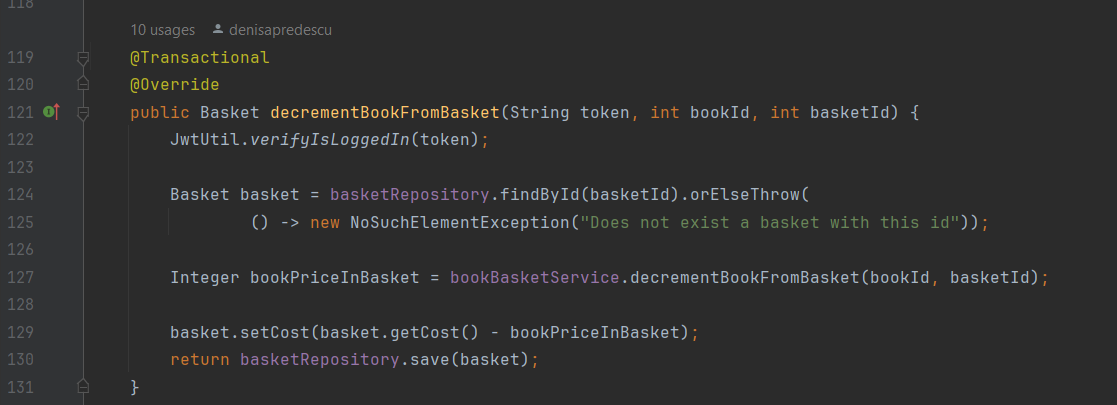 118
10 usages denisapredescu
119 @Transactional
120 @Override
121 public Basket decrementBookFromBasket(String token, int bookId, int basketId) {
122 JwtUtil.verifyIsLoggedIn(token);
123
124 Basket basket = basketRepository.findById(basketId).orElseThrow(
125 () -> new NoSuchElementException("Does not exist a basket with this id"));
126
127 Integer bookPriceInBasket = bookBasketService.decrementBookFromBasket(bookId, basketId);
128
129 basket.setCost(basket.getCost() - bookPriceInBasket);
130 return basketRepository.save(basket);
131 }